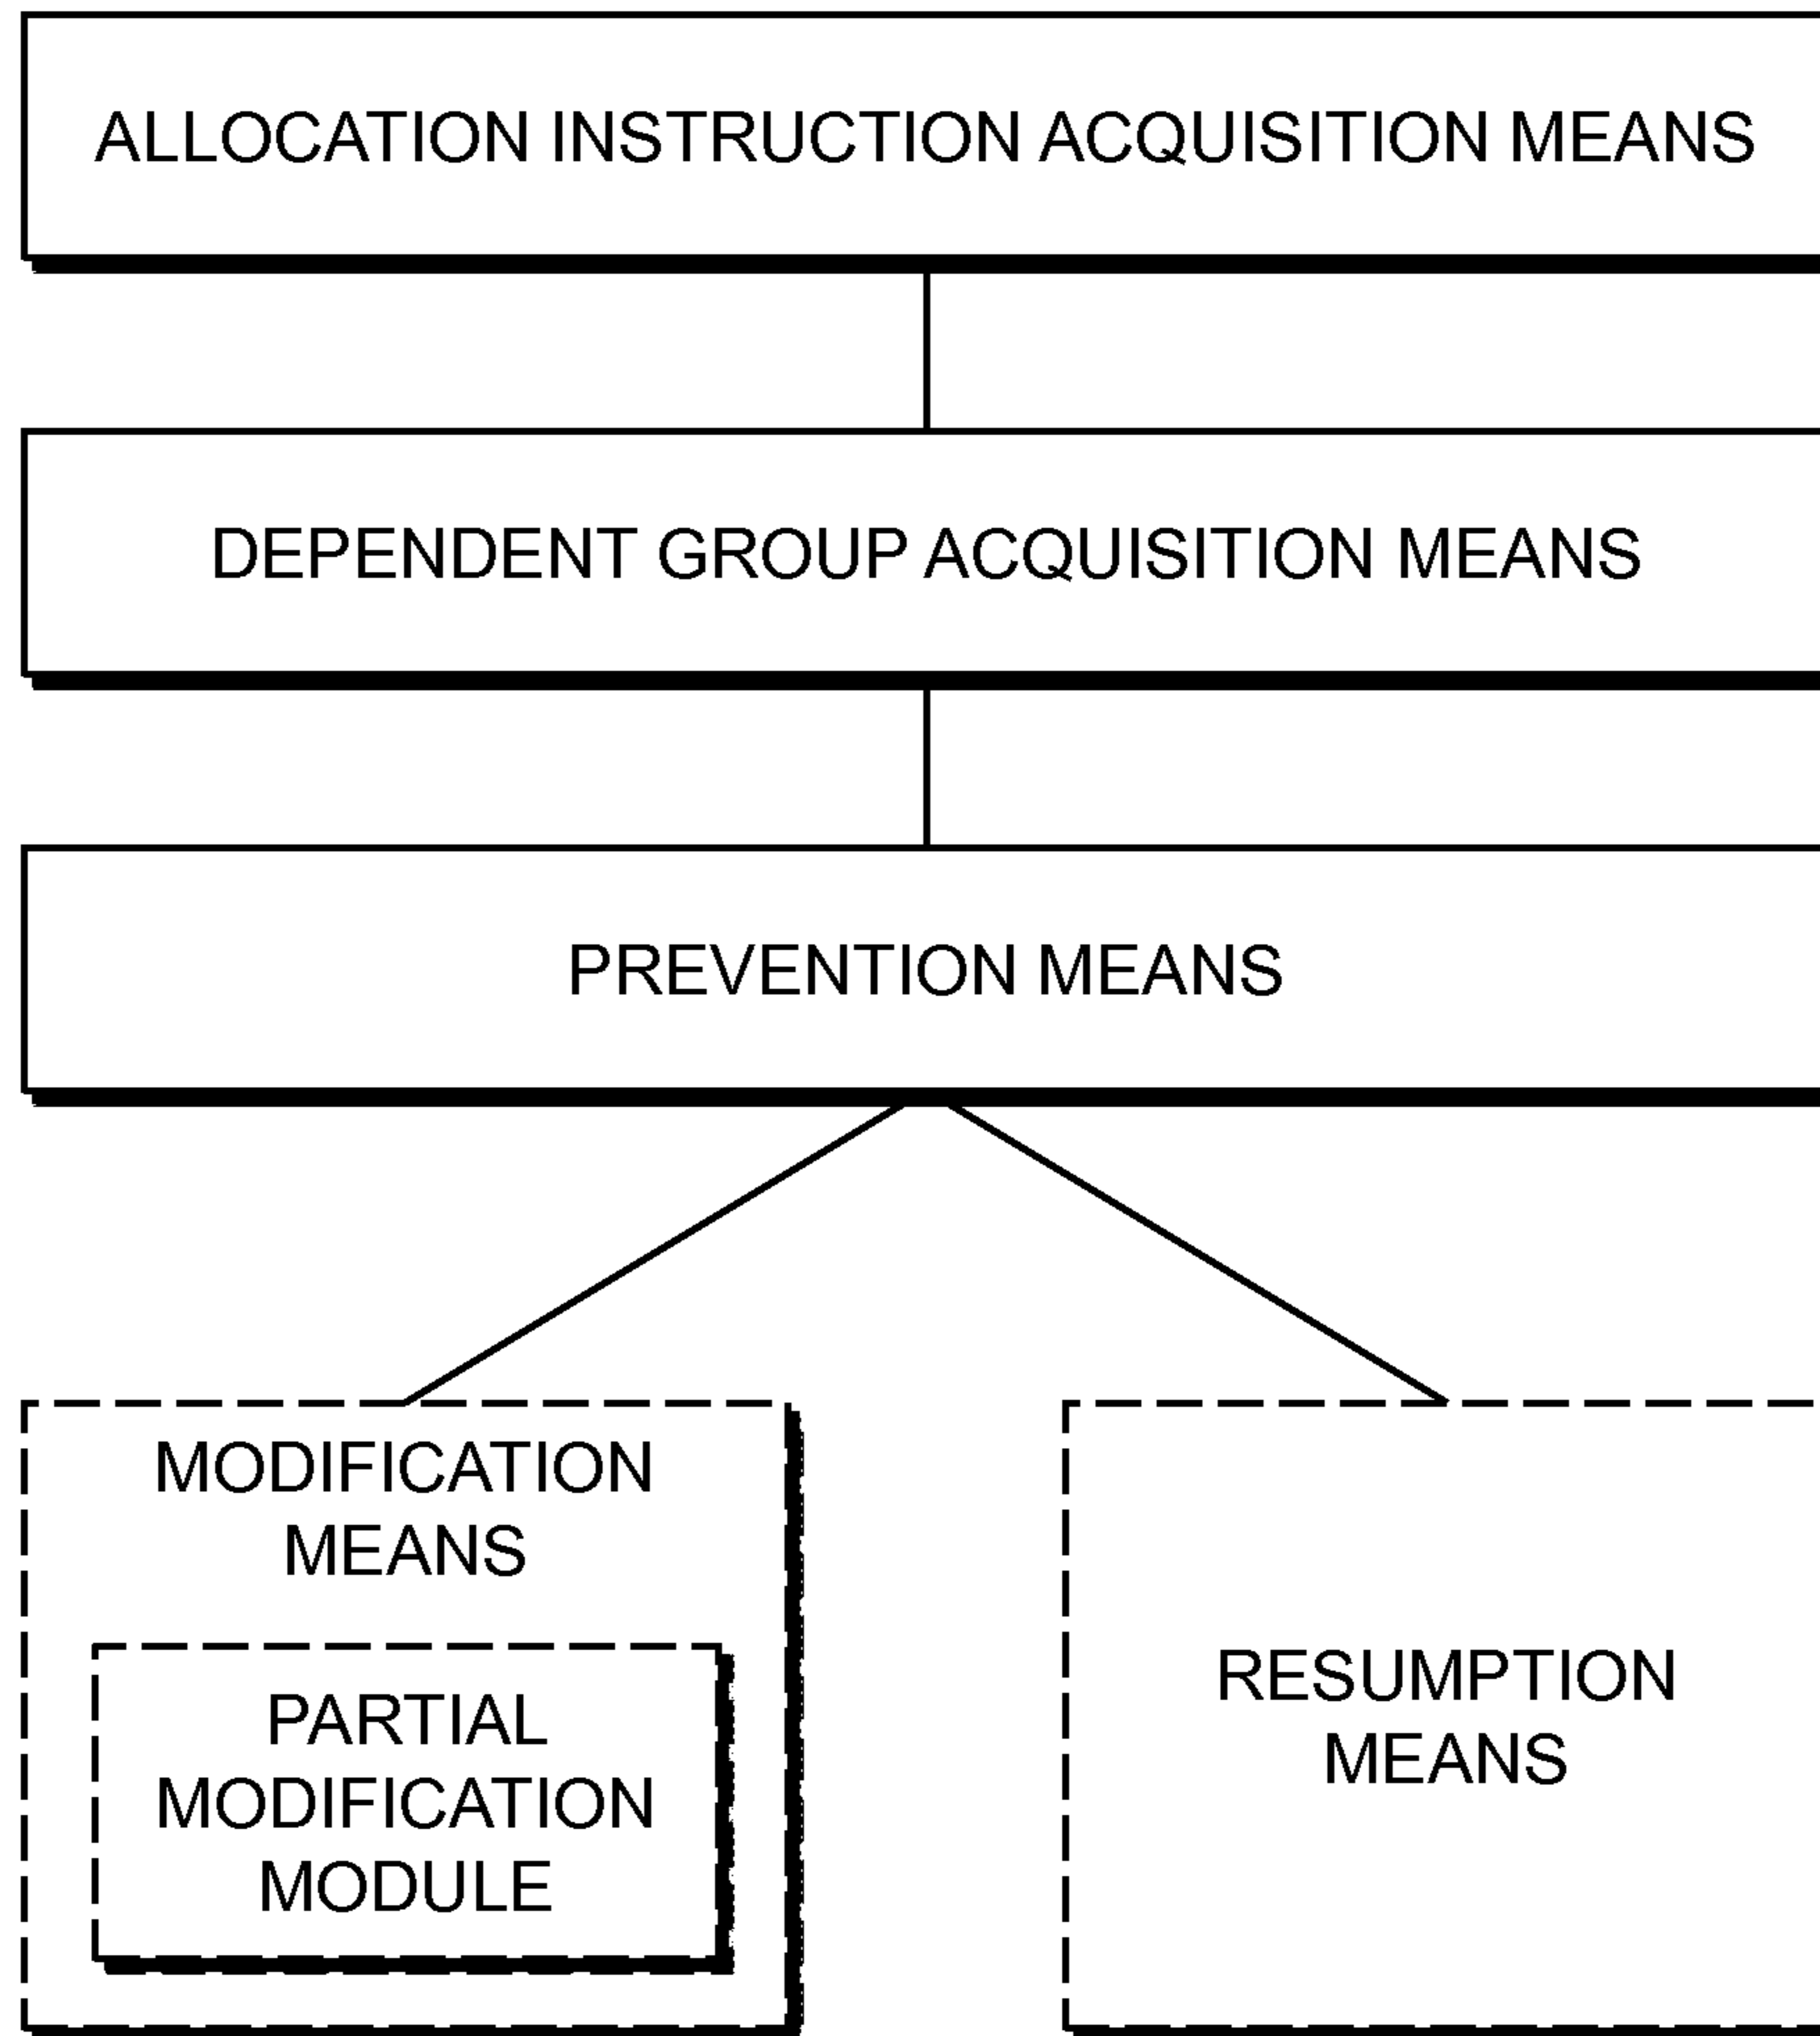 ALLOCATION INSTRUCTION ACQUISITION MEANS
DEPENDENT GROUP ACQUISITION MEANS
PREVENTION MEANS
MODIFICATION
MEANS
PARTIAL
MODIFICATION
MODULE
RESUMPTION
MEANS